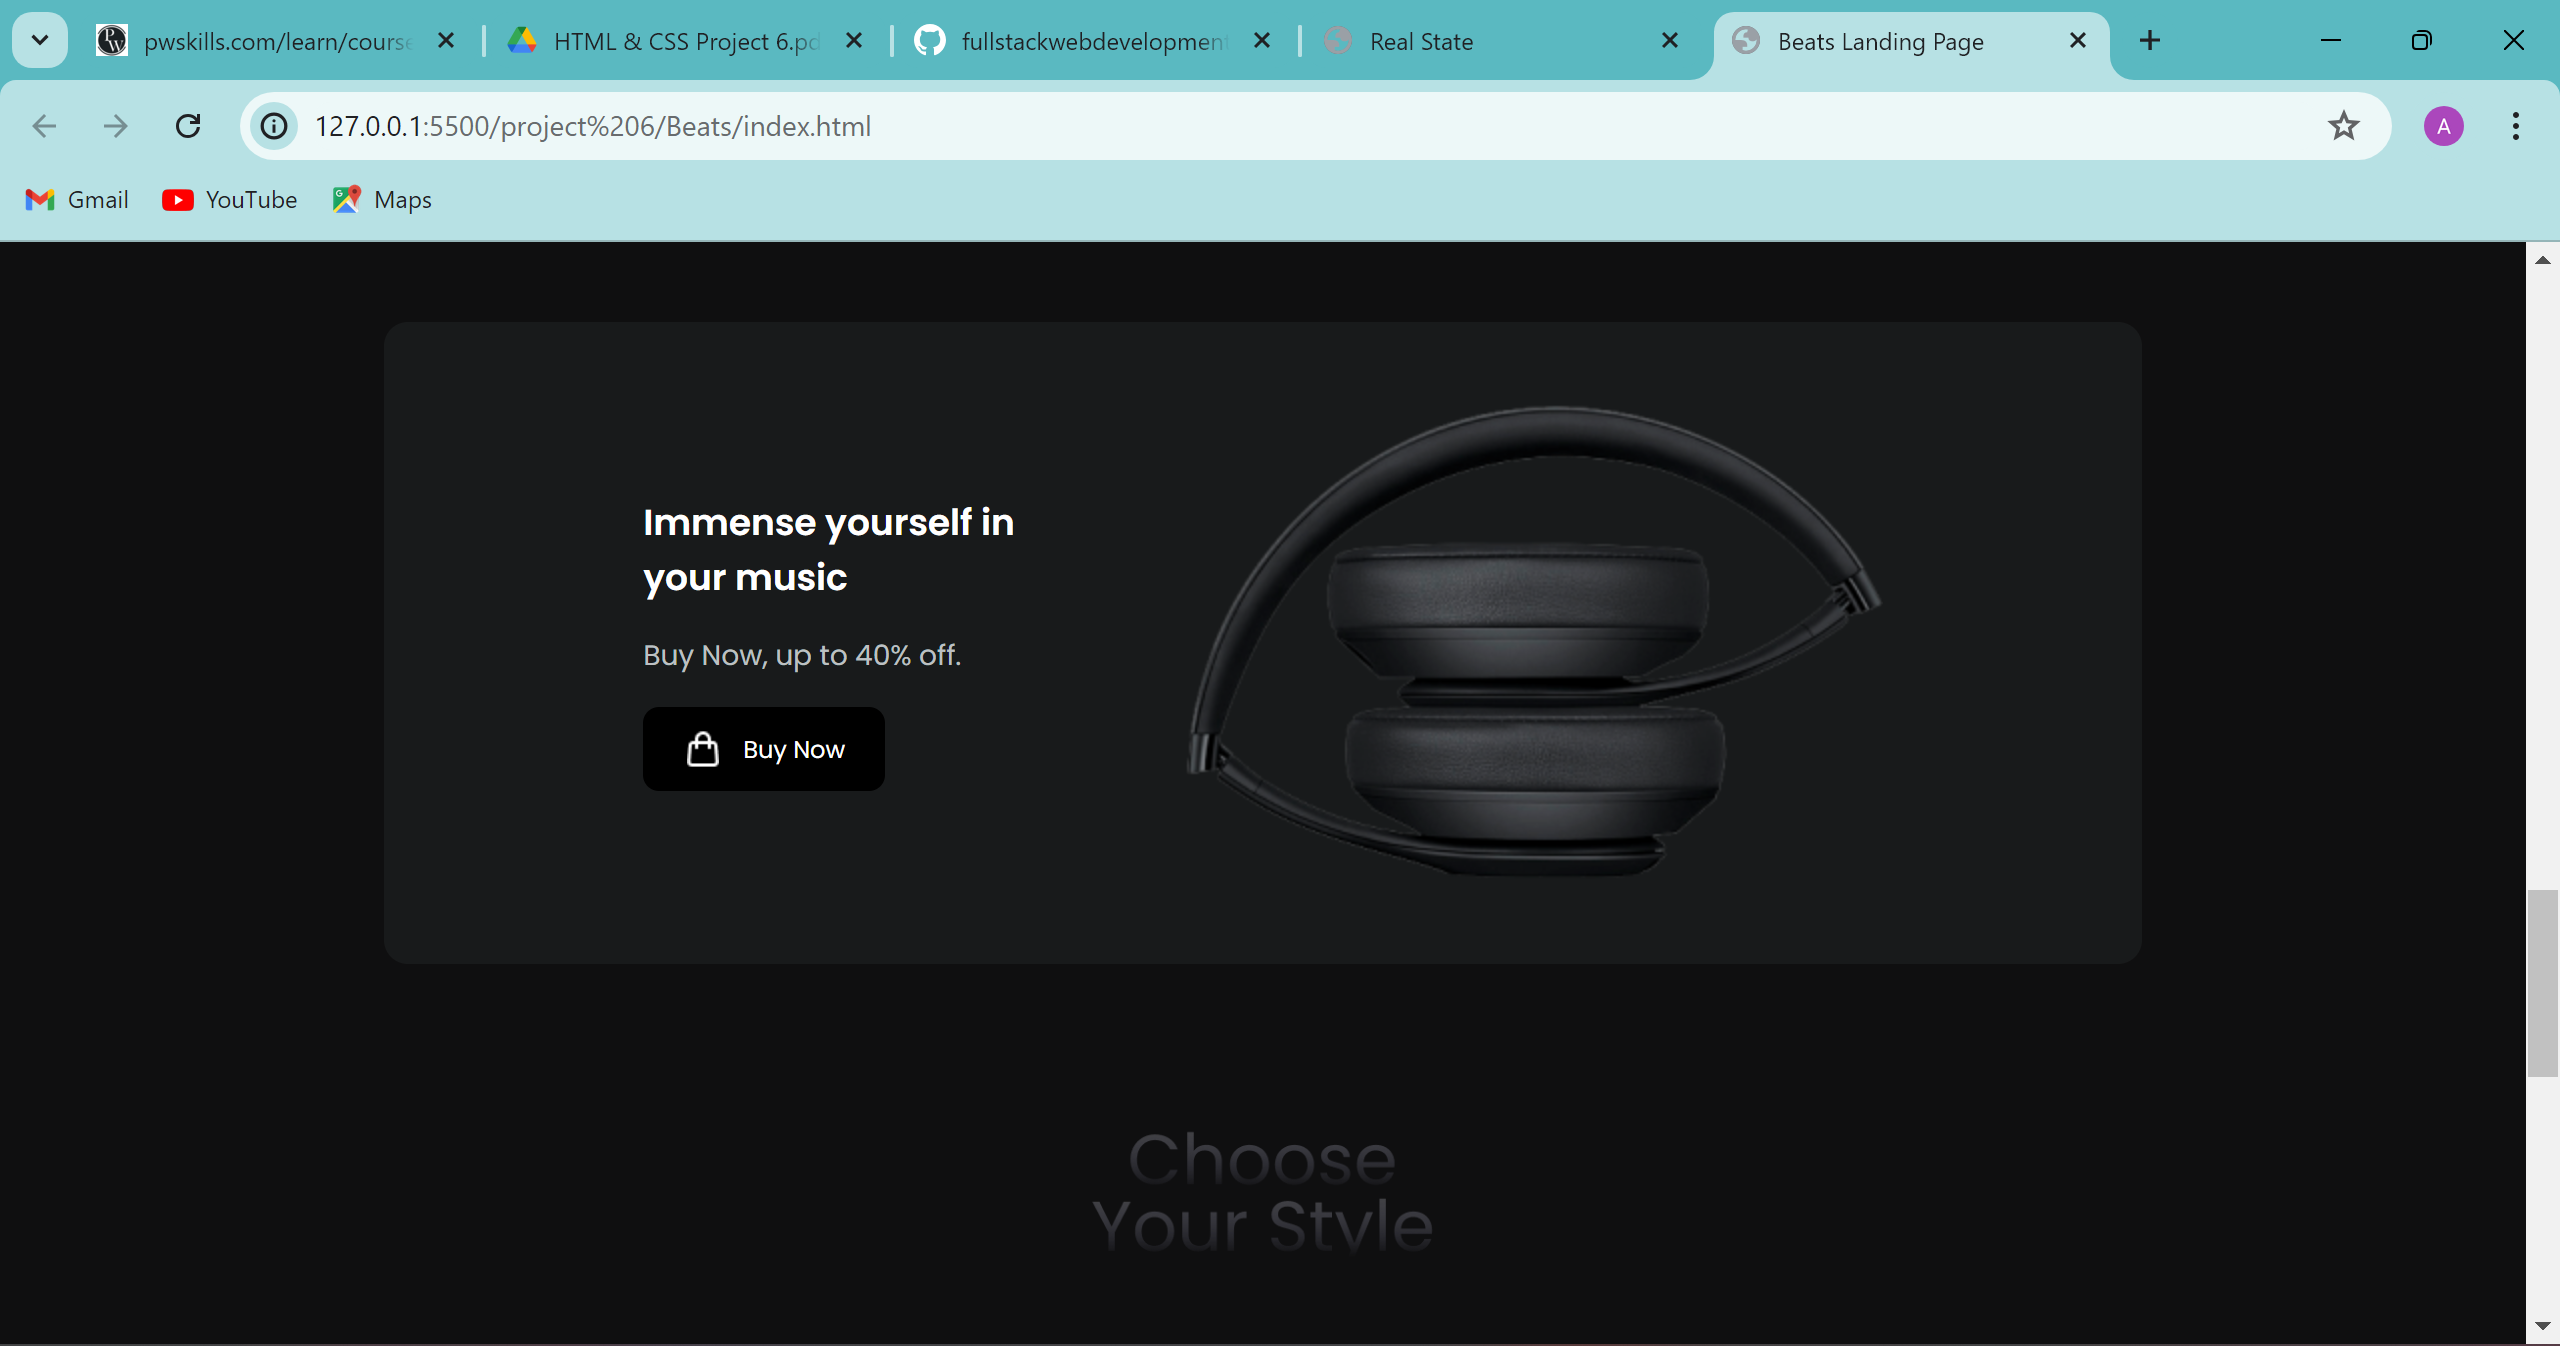 pwskills.com/learn/course
HTML & CSS Project 6.pd
fullstackwebdevelopment
Real State
Beats Landing Page
127.0.0.1:5500/project%206/Beats/index.html
A
Gmail
YouTube
Maps
Immense yourself in
your music
Buy Now, up to 40% off.
Buy Now
Choose
Your Style